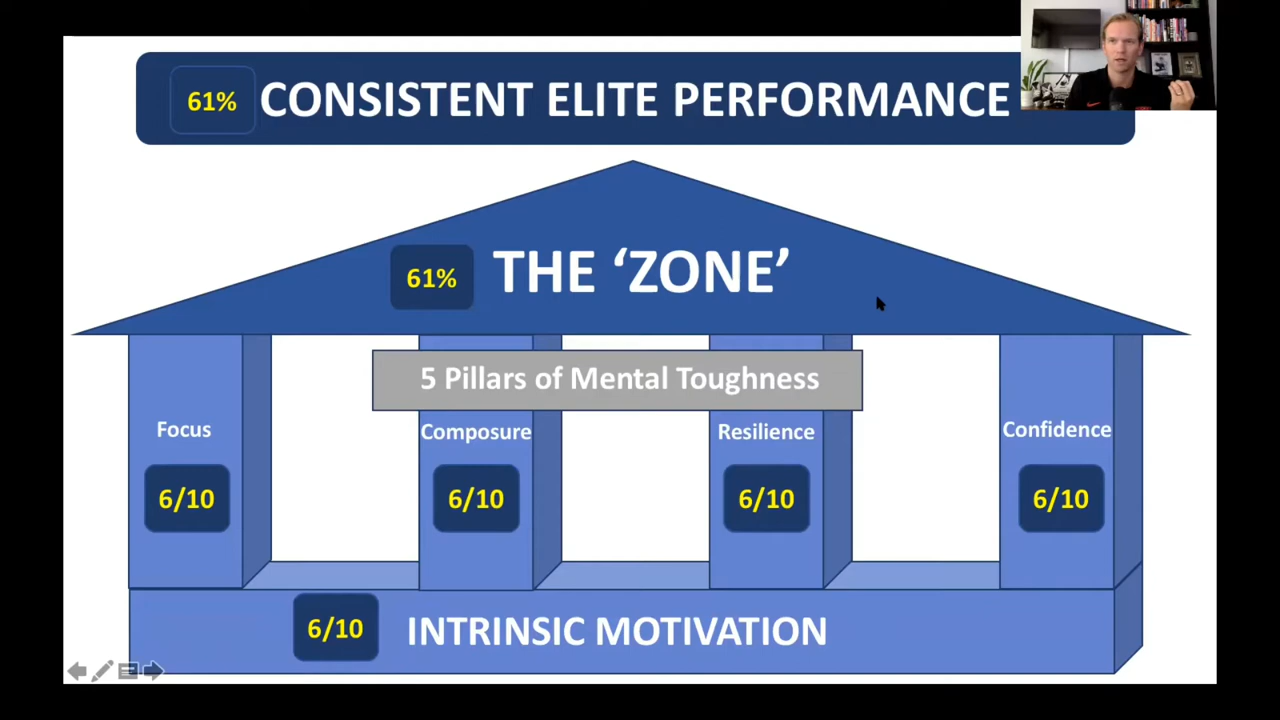 61% CONSISTENT ELITE PERFORMANCE
61% THE ‘ZONE’
5 Pillars of Mental Toughness
Focus
Composure
Resilience
Confidence
6/10
6/10
6/10
6/10
6/10 INTRINSIC MOTIVATION